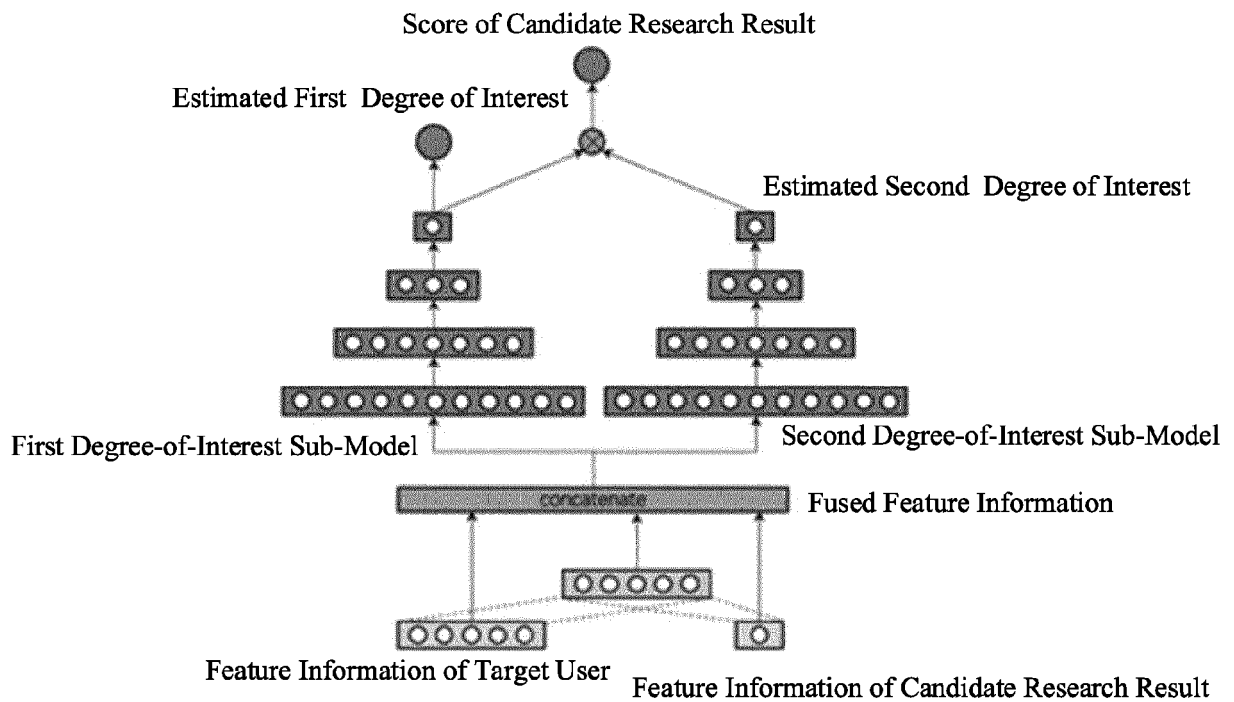 Score of Candidate Research Result
Estimated First Degree of Interest
Estimated Second Degree of Interest
First Degree-of-Interest Sub-Model
Second Degree-of-Interest Sub-Model
concatenate
Fused Feature Information
Feature Information of Target User
Feature Information of Candidate Research Result